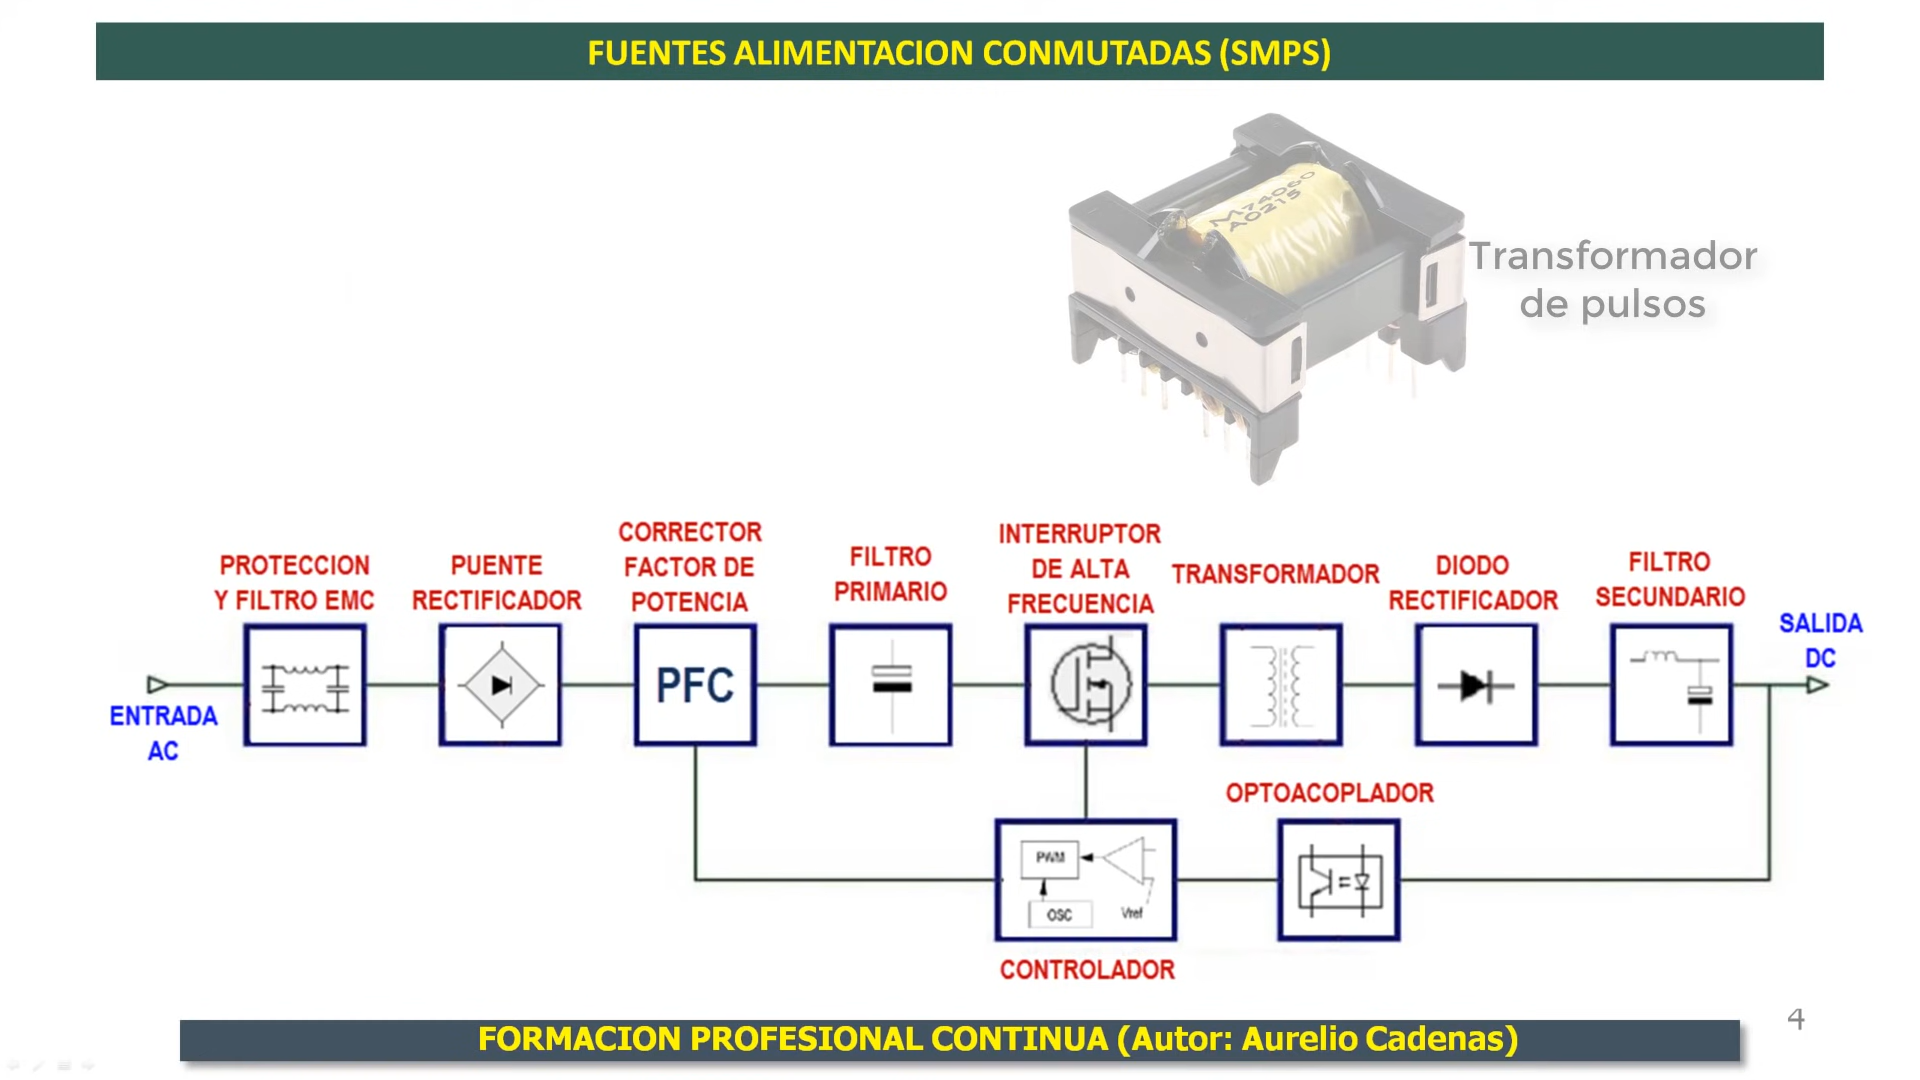 FUENTES ALIMENTACION CONMUTADAS (SMPS)
M74060
A0215
Transformador
de pulsos
PROTECCION
Y FILTRO EMC
PUENTE
RECTIFICADOR
CORRECTOR
FACTOR DE
POTENCIA
FILTRO
PRIMARIO
INTERRUPTOR
DE ALTA
FRECUENCIA
TRANSFORMADOR
DIODO
RECTIFICADOR
FILTRO
SECUNDARIO
SALIDA
DC
ENTRADA
AC
PFC
OPTOACOPLADOR
PWM
OSC
Vref
CONTROLADOR
4
FORMACION PROFESIONAL CONTINUA (Autor: Aurelio Cadenas)